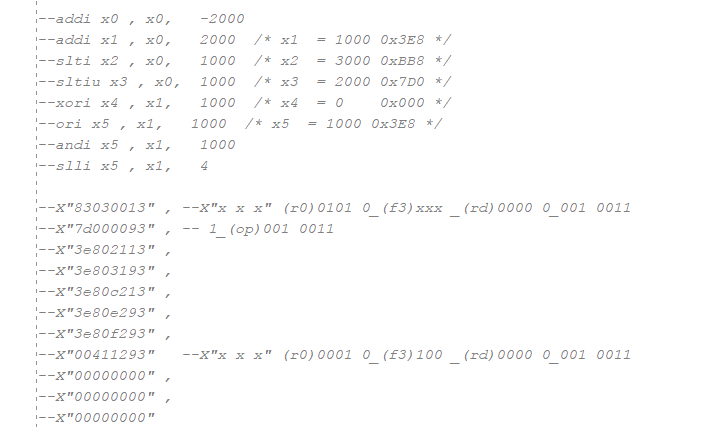 --addi x0 , x0,   -2000
--addi x1 , x0,   2000  /* x1  = 1000 0x3E8 */
--slti x2 , x0,   1000  /* x2  = 3000 0xBB8 */
--sltiu x3 , x0,  1000  /* x3  = 2000 0x7D0 */
--xori x4 , x1,   1000  /* x4  = 0    0x000 */
--ori x5 , x1,   1000  /* x5  = 1000 0x3E8 */
--andi x5 , x1,   1000
--slli x5 , x1,   4
--X"83030013" , --X"x x x" (r0)0101 0_(f3)xxx _(rd)0000 0_001 0011
--X"7d000093" , -- 1_(op)001 0011
--X"3e802113" ,
--X"3e803193" ,
--X"3e80c213" ,
--X"3e80e293" ,
--X"3e80f293" ,
--X"00411293"   --X"x x x" (r0)0001 0_(f3)100 _(rd)0000 0_001 0011
--X"00000000" ,
--X"00000000" ,
--X"00000000"